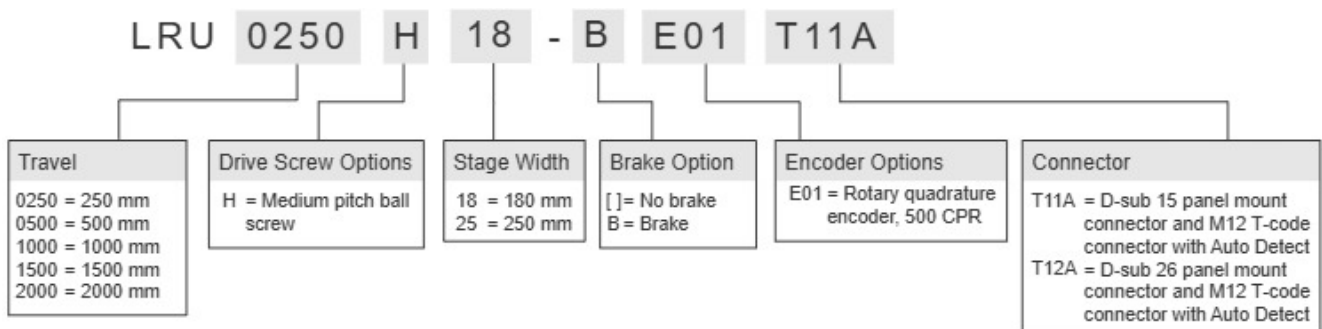 LRU 0250 H 18 - B E01 T11A
Travel
0250 = 250 mm
0500 = 500 mm
1000 = 1000 mm
1500 = 1500 mm
2000 = 2000 mm
Drive Screw Options
H = Medium pitch ball
screw
Stage Width
18 = 180 mm
25 = 250 mm
Brake Option
[ ]= No brake
B = Brake
Encoder Options
E01 = Rotary quadrature
encoder, 500 CPR
Connector
T11A = D-sub 15 panel mount
connector and M12 T-code
connector with Auto Detect
T12A = D-sub 26 panel mount
connector and M12 T-code
connector with Auto Detect